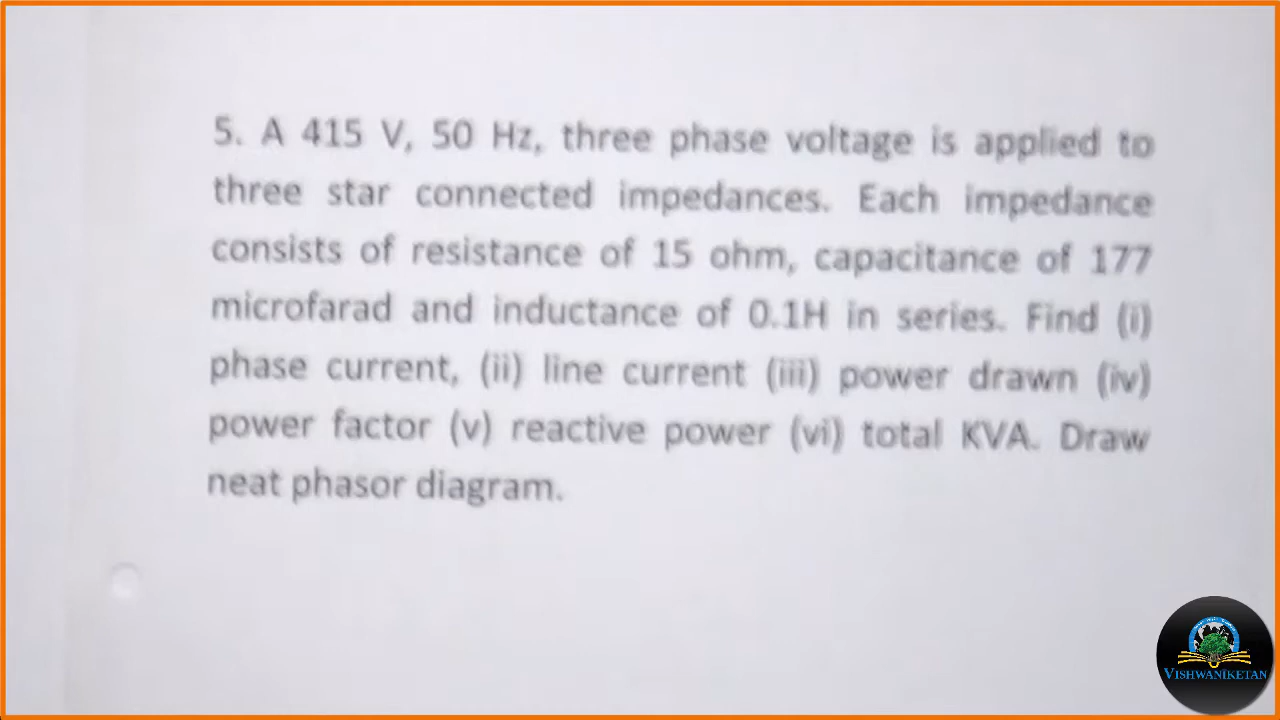 5. A 415 V, 50 Hz, three phase voltage is applied to
three star connected impedances. Each impedance
consists of resistance of 15 ohm, capacitance of 177
microfarad and inductance of 0.1H in series. Find (i)
phase current, (ii) line current (iii) power drawn (iv)
power factor (v) reactive power (vi) total KVA. Draw
neat phasor diagram.
VISHWANIKETAN